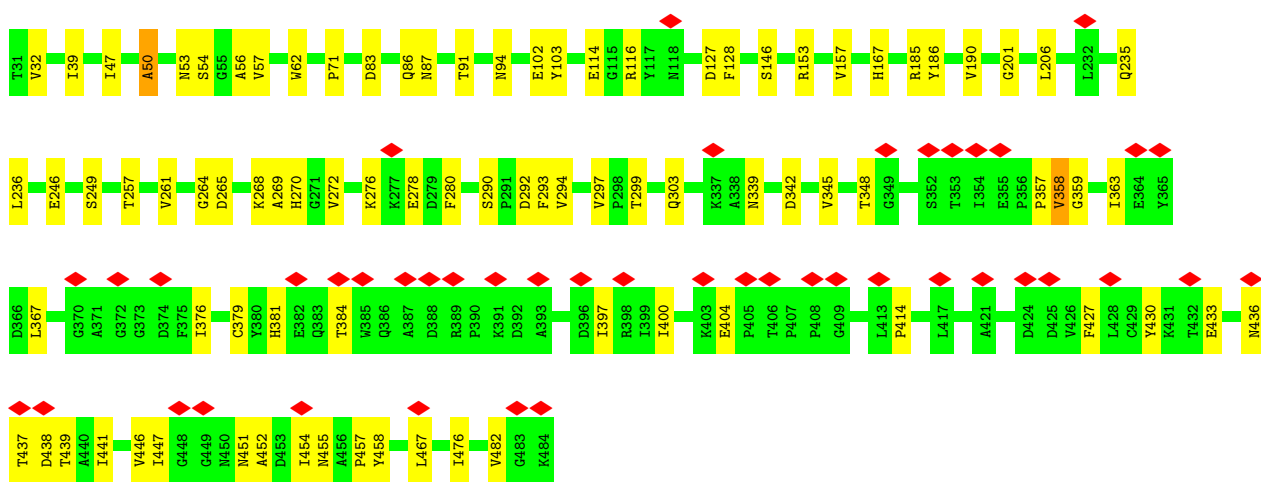 T31 V32 I39 I47 A50 N53 S54 G55 A56 V57 W62 P71 D83 Q86 N87 T91 N94 E102 Y103 E114 G115 R116 Y117 N118 D127 F128 S146 R153 V157 H167 R185 Y186 V190 G201 L206 L232 Q235
L236 E246 S249 T257 V261 G264 D265 K268 A269 H270 G271 V272 K276 K277 E278 D279 F280 S290 P291 D292 F293 V294 V297 P298 T299 Q303 K337 A338 N339 D342 V345 T348 G349 S352 T353 I354 E355 P356 P357 V358 G359 I363 E364 Y365
D366 L367 G370 A371 G372 G373 D374 F375 I376 C379 Y380 H381 E382 Q383 T384 W385 Q386 A387 D388 R389 P390 K391 D392 A393 D396 I397 R398 I399 I400 K403 E404 P405 T406 P407 P408 G409 L413 P414 L417 A421 D424 D425 V426 F427 L428 C429 Y430 K431 T432 E433 N436
T437 D438 T439 A440 I441 V446 I447 G448 G449 N450 N451 A452 D453 I454 N455 A456 P457 Y458 L467 I476 V482 G483 K484